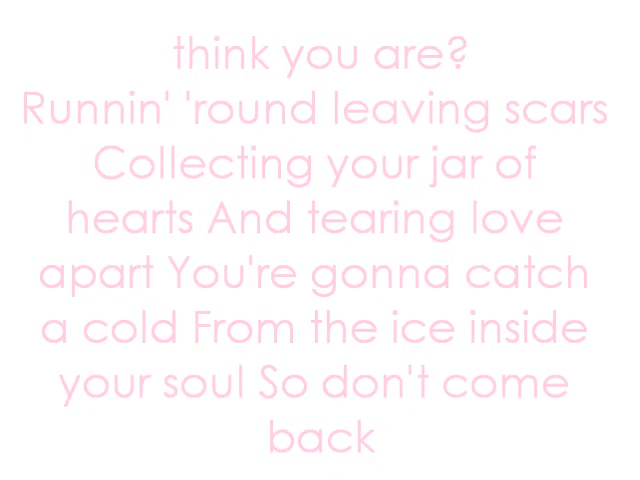 think you are?
Runnin' 'round leaving scars
Collecting your jar of
hearts And tearing love
apart You're gonna catch
a cold From the ice inside
your soul So don't come
back